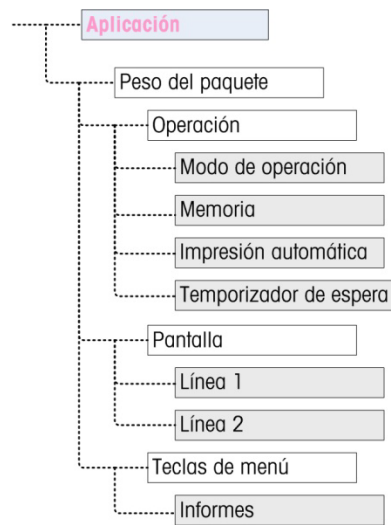 Aplicación
Peso del paquete
Operación
Modo de operación
Memoria
Impresión automática
Temporizador de espera
Pantalla
Línea 1
Línea 2
Teclas de menú
Informes